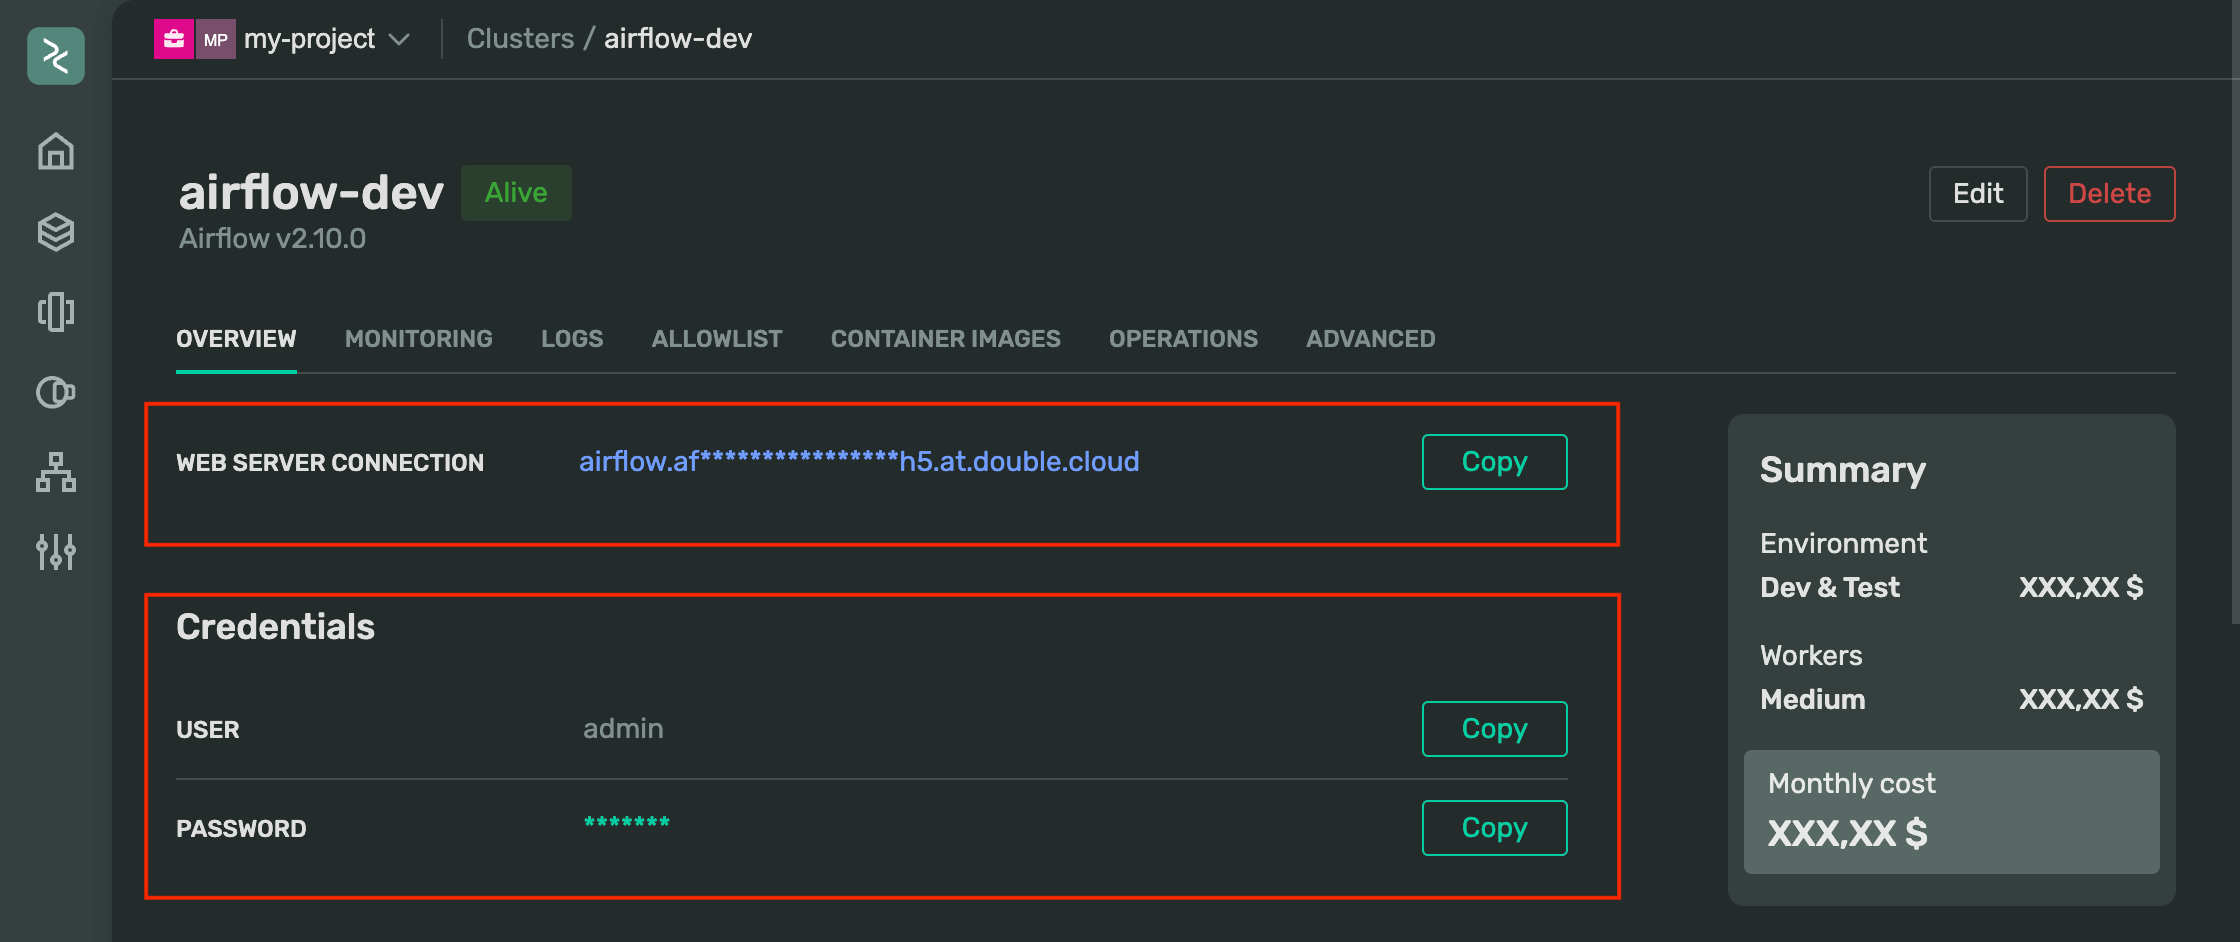 MP my-project Clusters / airflow-dev
airflow-dev Alive
Edit Delete
Airflow v2.10.0
OVERVIEW MONITORING LOGS ALLOWLIST CONTAINER IMAGES OPERATIONS ADVANCED
WEB SERVER CONNECTION airflow.af****************h5.at.double.cloud Copy
Credentials
USER admin Copy
PASSWORD ******* Copy
Summary
Environment
Dev & Test XXX,XX $
Workers
Medium XXX,XX $
Monthly cost
XXX,XX $